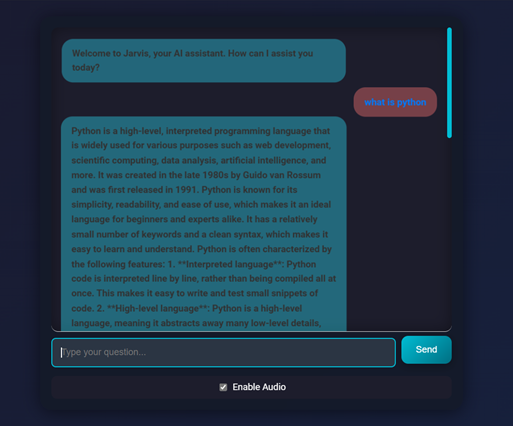 Welcome to Jarvis, your AI assistant. How can I assist you
today?
what is python
Python is a high-level, interpreted programming language that
is widely used for various purposes such as web development,
scientific computing, data analysis, artificial intelligence, and
more. It was created in the late 1980s by Guido van Rossum
and was first released in 1991. Python is known for its
simplicity, readability, and ease of use, which makes it an ideal
language for beginners and experts alike. It has a relatively
small number of keywords and a clean syntax, which makes it
easy to learn and understand. Python is often characterized by
the following features: 1. **Interpreted language**: Python
code is interpreted line by line, rather than being compiled all at
once. This makes it easy to write and test small snippets of
code. 2. **High-level language**: Python is a high-level
language, meaning it abstracts away many low-level details,
Type your question...
Send
Enable Audio